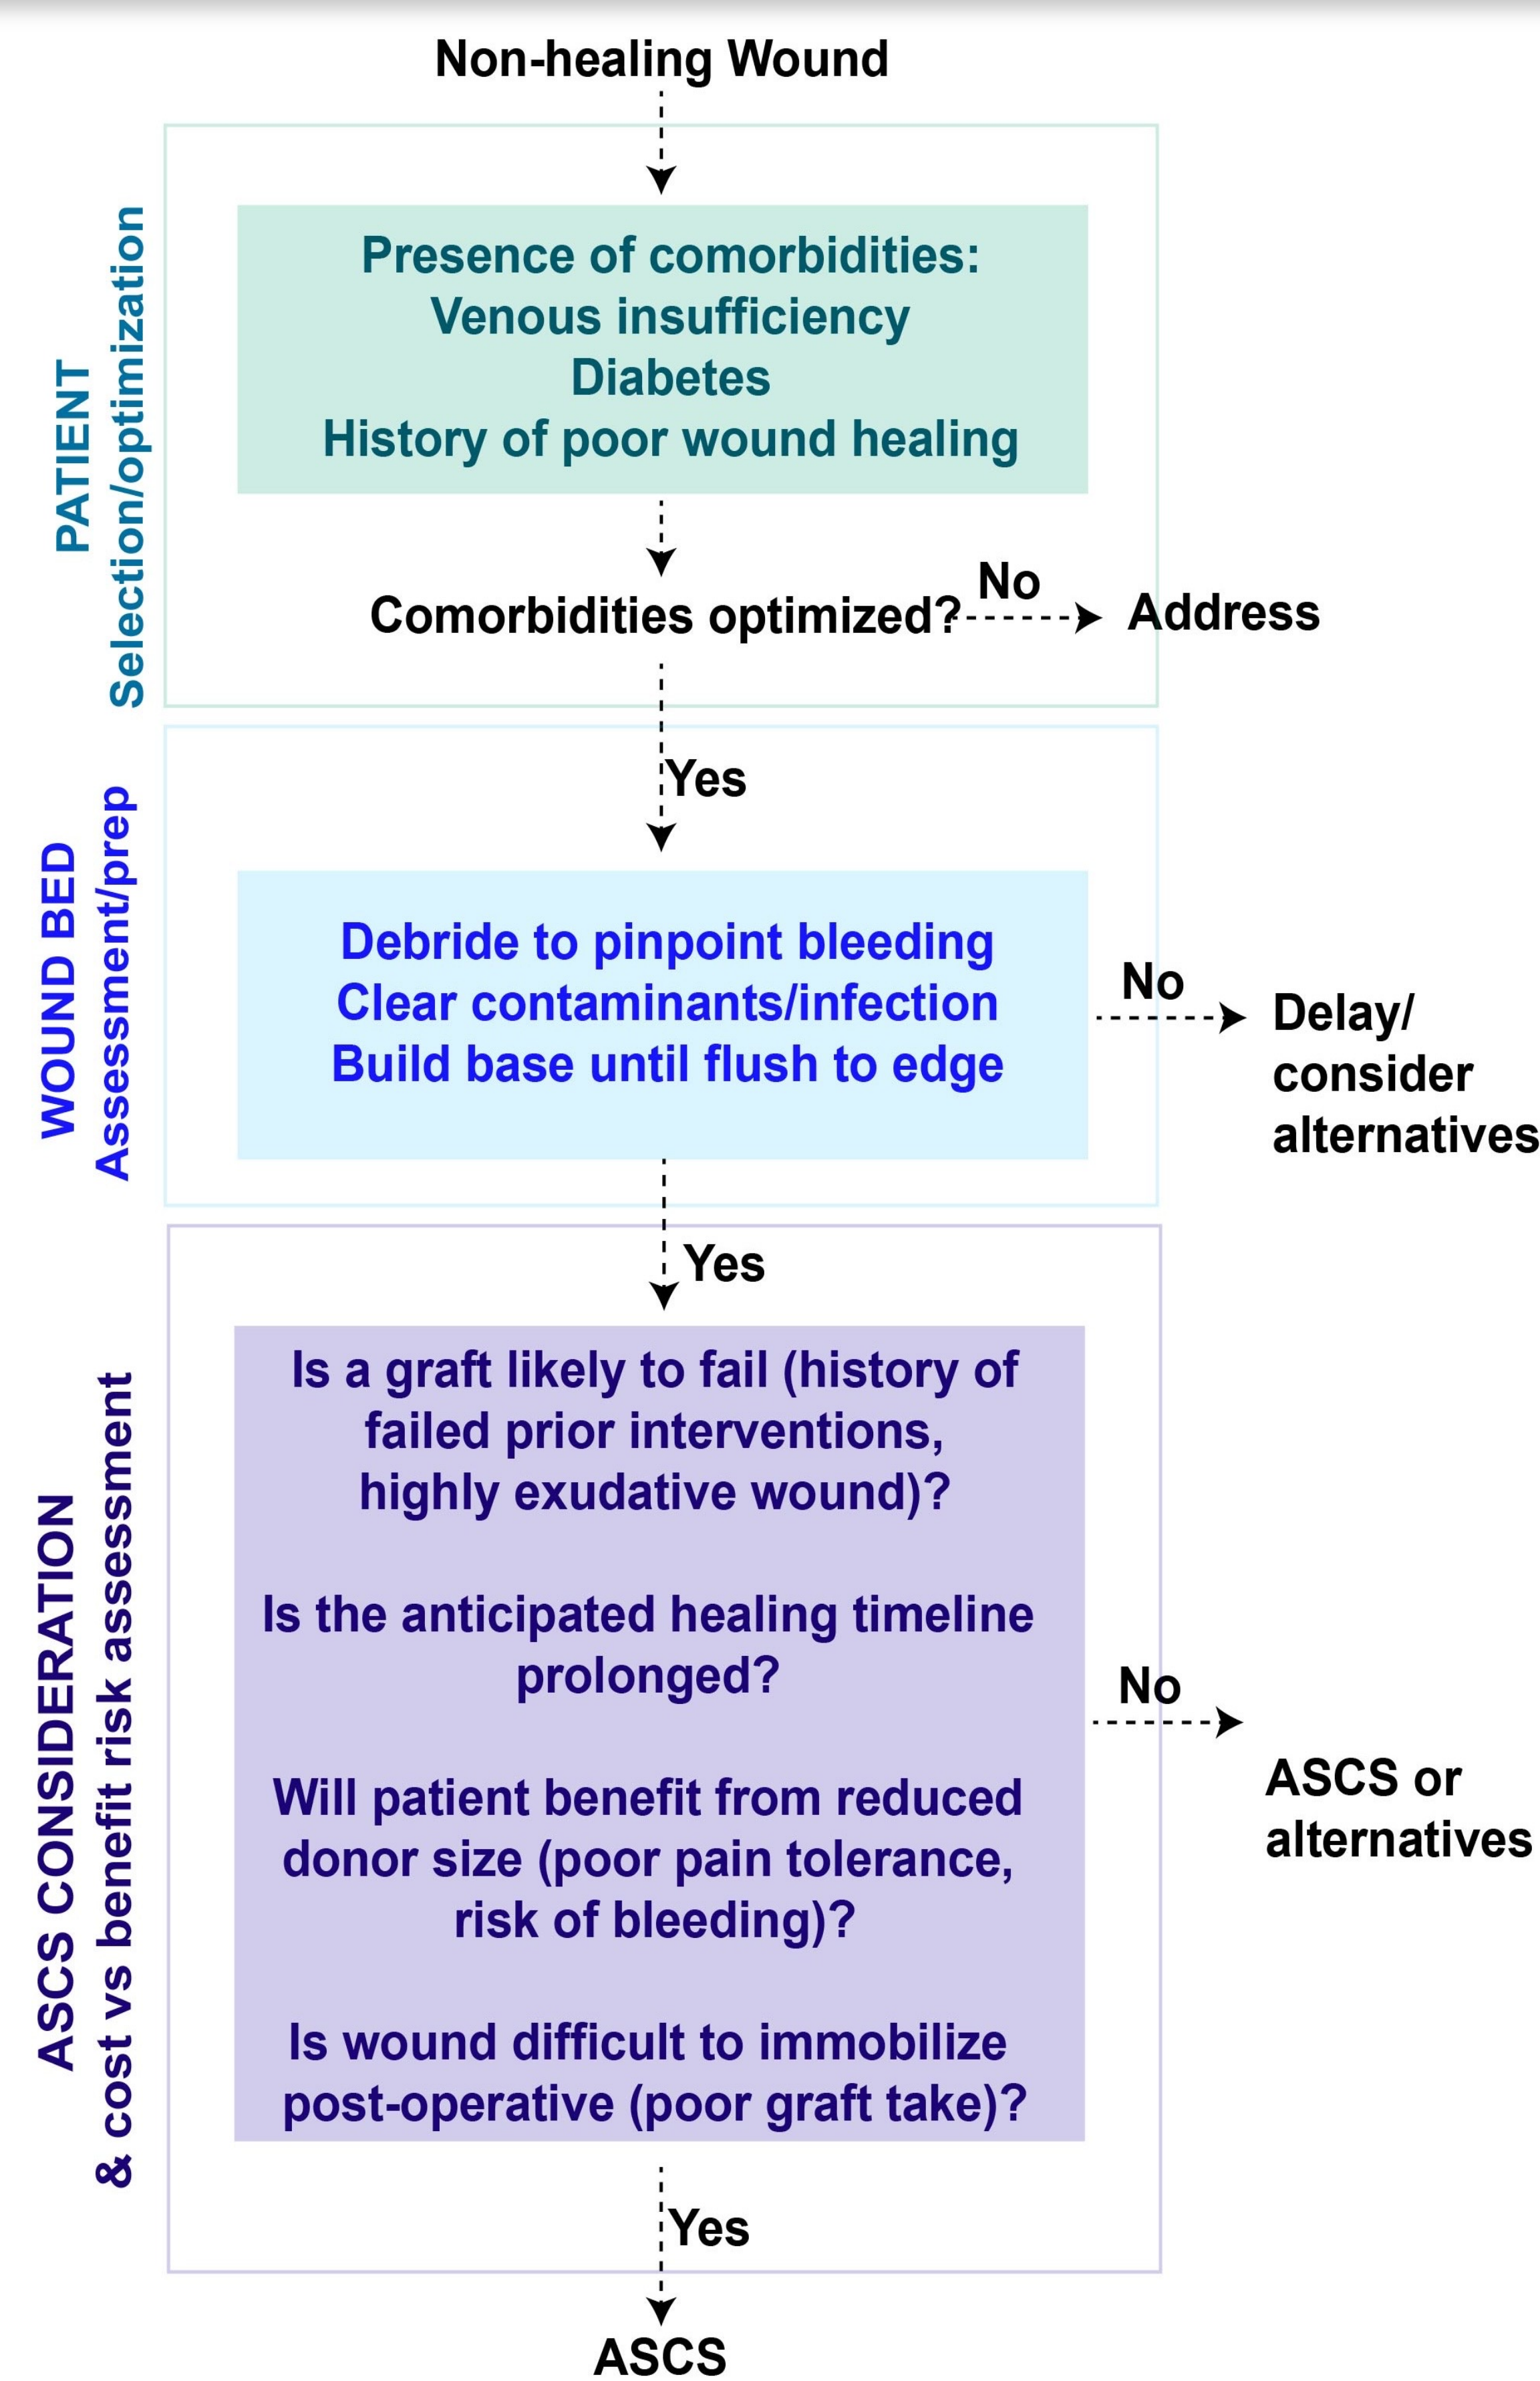 Non-healing Wound
PATIENT
Selection/optimization
Presence of comorbidities:
Venous insufficiency
Diabetes
History of poor wound healing
Comorbidities optimized?
No
Address
Yes
WOUND BED
Assessment/prep
Debride to pinpoint bleeding
Clear contaminants/infection
Build base until flush to edge
No
Delay/
consider
alternatives
Yes
ASCS CONSIDERATION
& cost vs benefit risk assessment
Is a graft likely to fail (history of
failed prior interventions,
highly exudative wound)?
Is the anticipated healing timeline
prolonged?
Will patient benefit from reduced
donor size (poor pain tolerance,
risk of bleeding)?
Is wound difficult to immobilize
post-operative (poor graft take)?
No
ASCS or
alternatives
Yes
ASCS